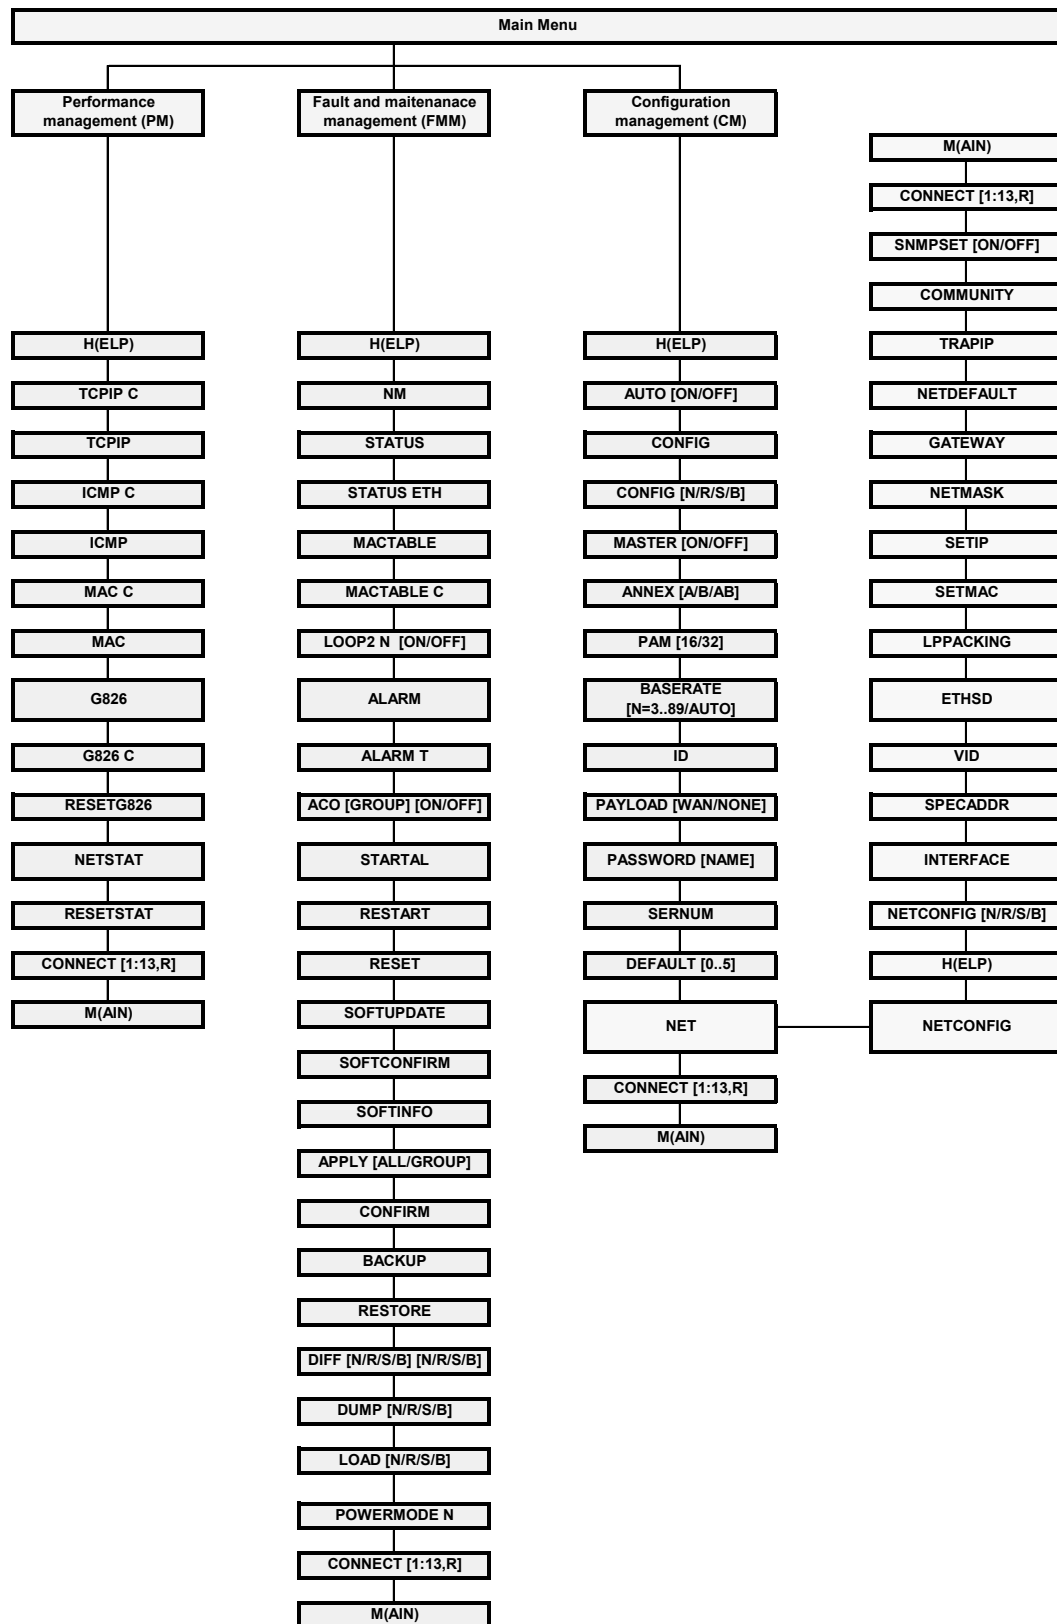 Main Menu
Performance
management (PM)
Fault and maitenanace
management (FMM)
Configuration
management (CM)
H(ELP)
TCPIP C
TCPIP
ICMP C
ICMP
MAC C
MAC
G826
G826 C
RESETG826
NETSTAT
RESETSTAT
CONNECT [1:13,R]
M(AIN)
H(ELP)
NM
STATUS
STATUS ETH
MACTABLE
MACTABLE C
LOOP2 N [ON/OFF]
ALARM
ALARM T
ACO [GROUP] [ON/OFF]
STARTAL
RESTART
RESET
SOFTUPDATE
SOFTCONFIRM
SOFTINFO
APPLY [ALL/GROUP]
CONFIRM
BACKUP
RESTORE
DIFF [N/R/S/B] [N/R/S/B]
DUMP [N/R/S/B]
LOAD [N/R/S/B]
POWERMODE N
CONNECT [1:13,R]
M(AIN)
H(ELP)
AUTO [ON/OFF]
CONFIG
CONFIG [N/R/S/B]
MASTER [ON/OFF]
ANNEX [A/B/AB]
PAM [16/32]
BASERATE
[N=3..89/AUTO]
ID
PAYLOAD [WAN/NONE]
PASSWORD [NAME]
SERNUM
DEFAULT [0..5]
NET
CONNECT [1:13,R]
M(AIN)
M(AIN)
CONNECT [1:13,R]
SNMPSET [ON/OFF]
COMMUNITY
TRAPIP
NETDEFAULT
GATEWAY
NETMASK
SETIP
SETMAC
LPPACKING
ETHSD
VID
SPECADDR
INTERFACE
NETCONFIG [N/R/S/B]
H(ELP)
NETCONFIG